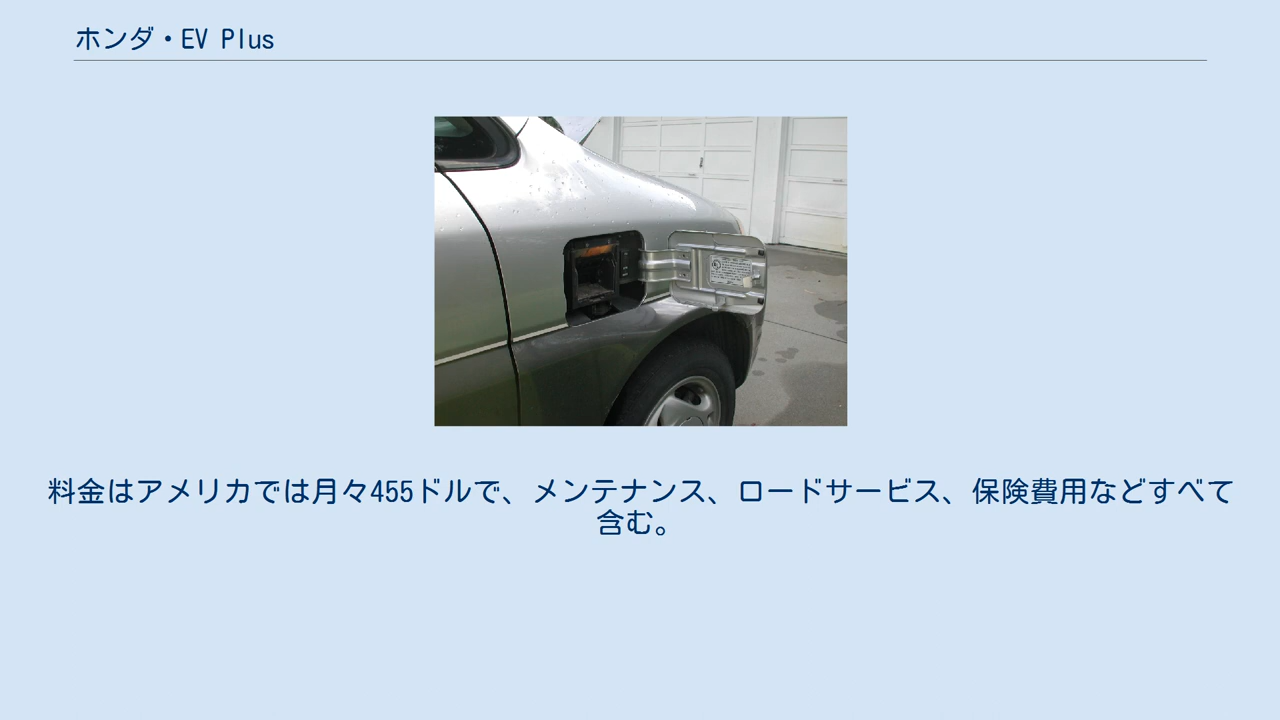 ホンダ・EV Plus
料金はアメリカでは月々455ドルで、メンテナンス、ロードサービス、保険費用などすべて
含む。